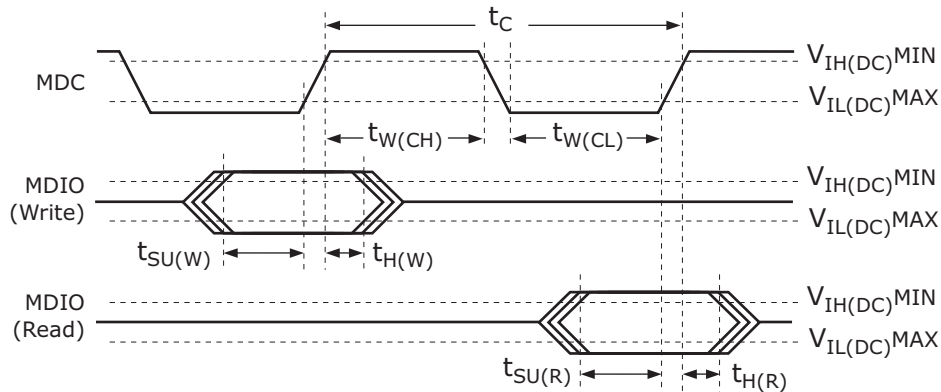 tC
VIH(DC)MIN
MDC
VIL(DC)MAX
tW(CH)
tW(CL)
MDIO
(Write)
VIH(DC)MIN
VIL(DC)MAX
tSU(W)
tH(W)
MDIO
(Read)
VIH(DC)MIN
VIL(DC)MAX
tSU(R)
tH(R)